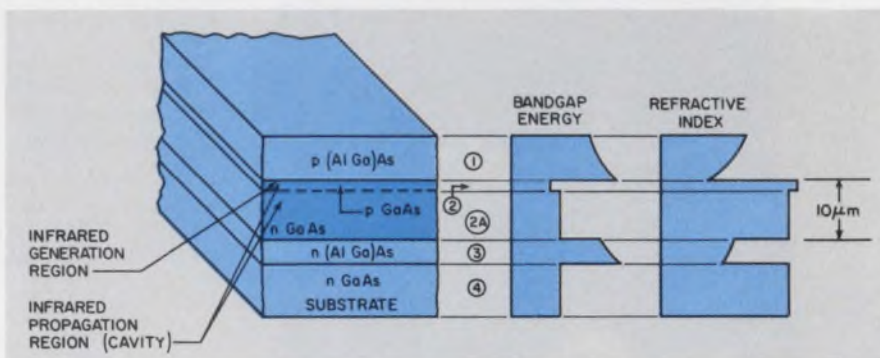 BANDGAP
ENERGY
REFRACTIVE
INDEX
p (Al Ga)As
①
②
p GaAs
n GaAs
②A
10μm
INFRARED
GENERATION
REGION
n (Al Ga)As
③
n GaAs
④
SUBSTRATE
INFRARED
PROPAGATION
REGION (CAVITY)